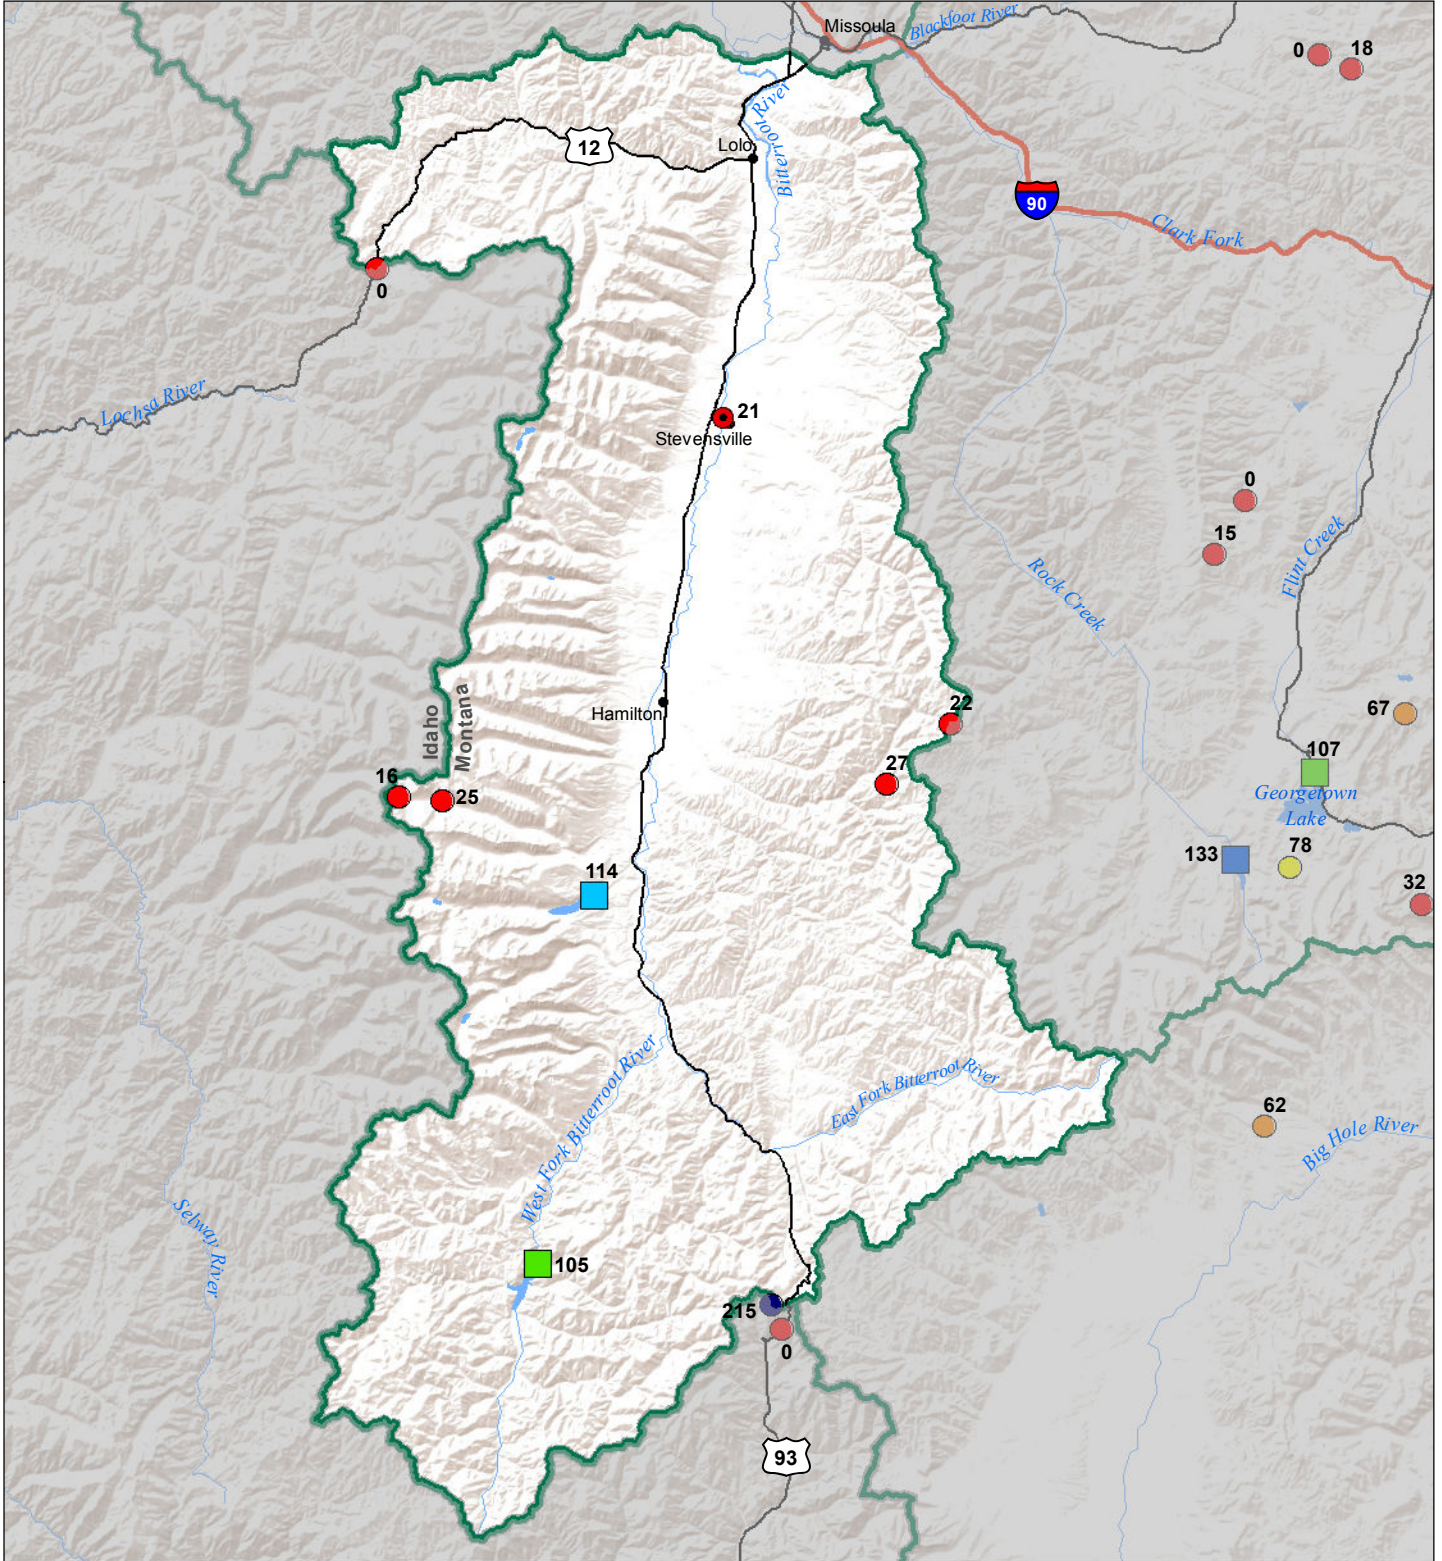 Missoula
Blackfoot River
0
18
Bitterroot River
12
Lolo
90
Clark Fork
0
Lochsa River
21
Stevensville
0
15
Flint Creek
Rock Creek
Idaho
Montana
Hamilton
22
67
107
27
16
25
Georgetown
Lake
133
78
114
32
West Fork Bitterroot River
East Fork Bitterroot River
62
Big Hole River
Selway River
105
215
0
93